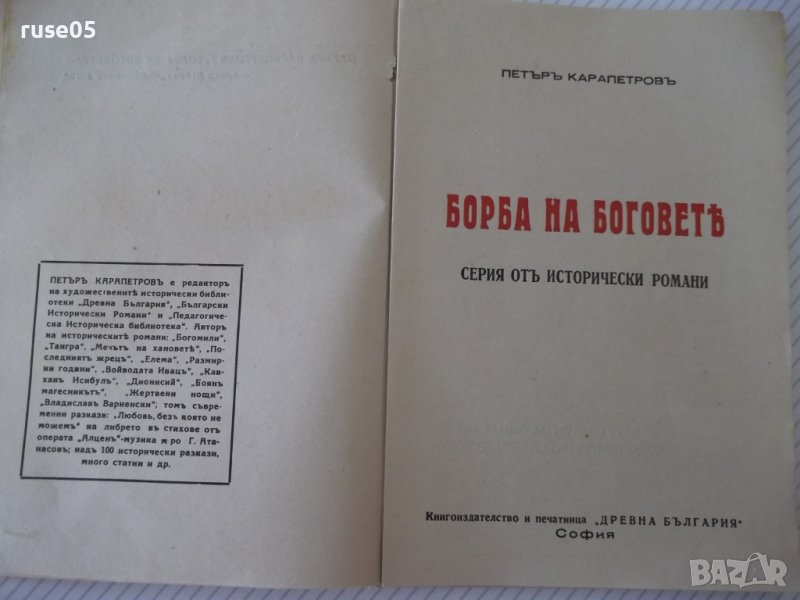 ruse05
ПЕТЪРЪ КАРАПЕТРОВЪ е редакторъ
на художественитѣ исторически библи-
отеки „Древна България“, „Български
Исторически Романи“ и „Педагогиче-
ска Историческа библиотека“. Авторъ
на историческитѣ романи: „Богомили“,
„Тангра“, „Мечътъ на хановетѣ“, „По-
следниятъ жрецъ“, „Елема“, „Размир-
ни години“, „Войводата Ивацъ“, „Кав-
ханъ Исибулъ“, „Дионисий“, „Боянъ
магесникътъ“, „Жертвени нощи“,
„Владиславъ Варненски“; томъ съвре-
менни разкази: „Любовь, безъ която не
можемъ“ на либрето въ стихове отъ
операта „Алценъ“-музика м ро Г. Ата-
насовъ; надъ 100 исторически разкази,
много статии и др.
ПЕТЪРЪ КАРАПЕТРОВЪ
БОРБА НА БОГОВЕТѢ
СЕРИЯ ОТЪ ИСТОРИЧЕСКИ РОМАНИ
Книгоиздателство и печатница „ДРЕВНА БЪЛГАРИЯ“
София
BAZAR
bazar.bg